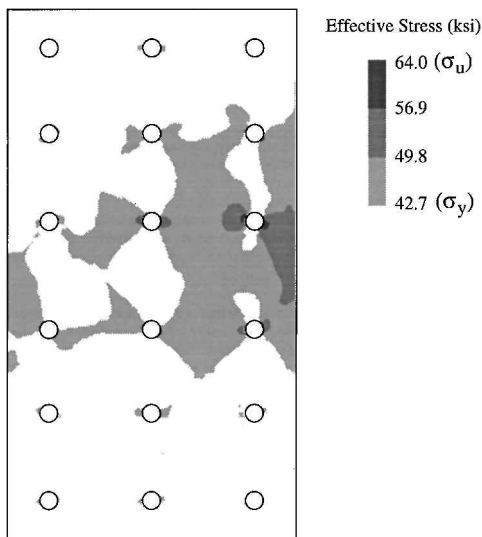 Effective Stress (ksi)
64.0 (σu)
56.9
49.8
42.7 (σy)